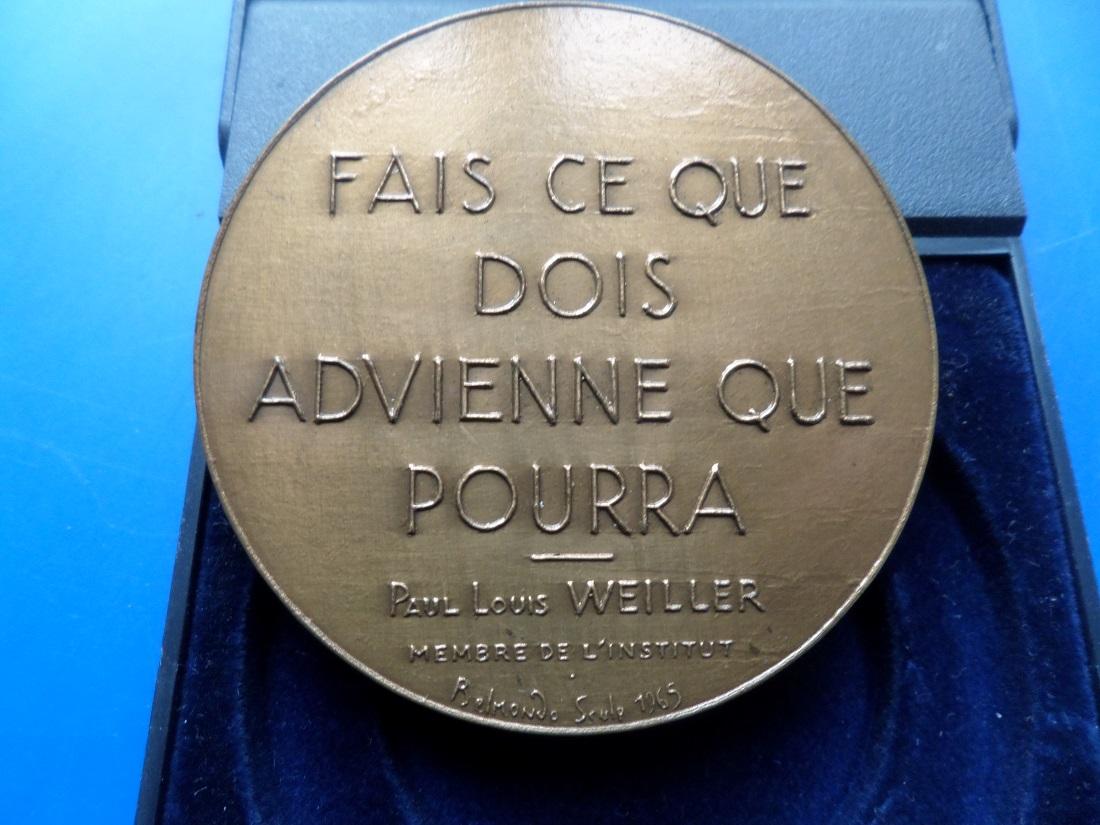 FAIS CE QUE
DOIS
ADVIENNE QUE
POURRA
PAUL LOUIS WEILLER
MEMBRE DE L'INSTITUT
Belmondo Sculp 1965